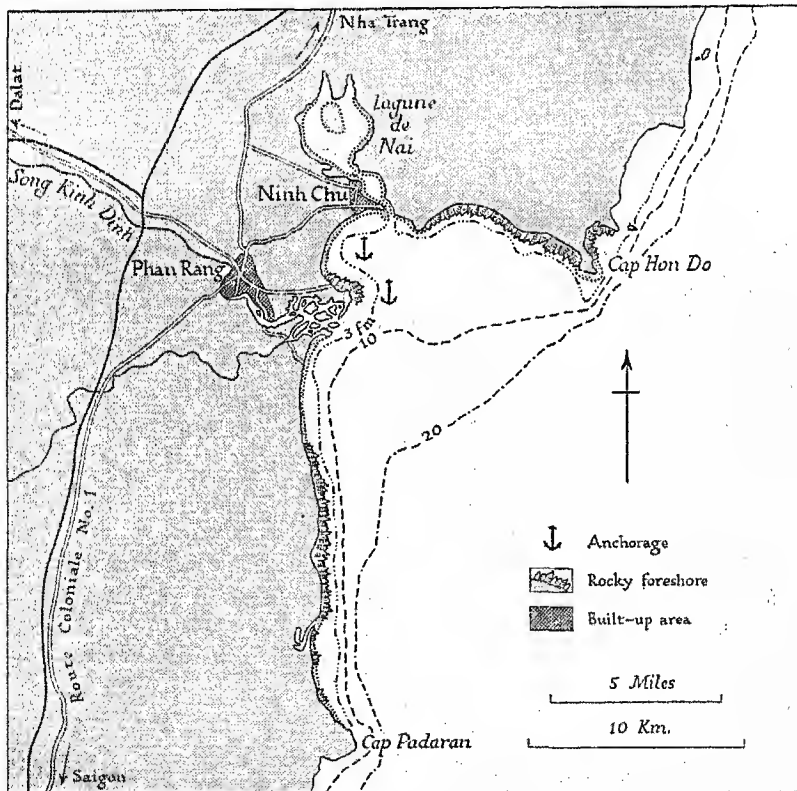 Nha Trang
Dalat
Lagune
de
Nai
Song Kinh Dinh
Ninh Chu
Phan Rang
Cap Hon Do
3 fm
10
20
Route Coloniale No. 1
Anchorage
Rocky foreshore
Built-up area
5 Miles
10 Km.
Cap Padaran
Saigon